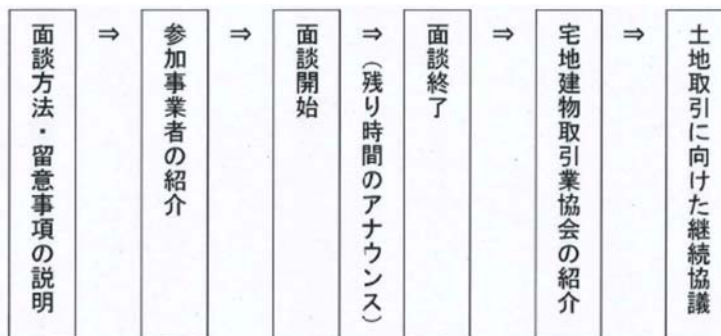 面談方法・留意事項の説明
⇒
参加事業者の紹介
⇒
面談開始
⇒（残り時間のアナウンス）
面談終了
⇒
宅地建物取引業協会の紹介
⇒
土地取引に向けた継続協議